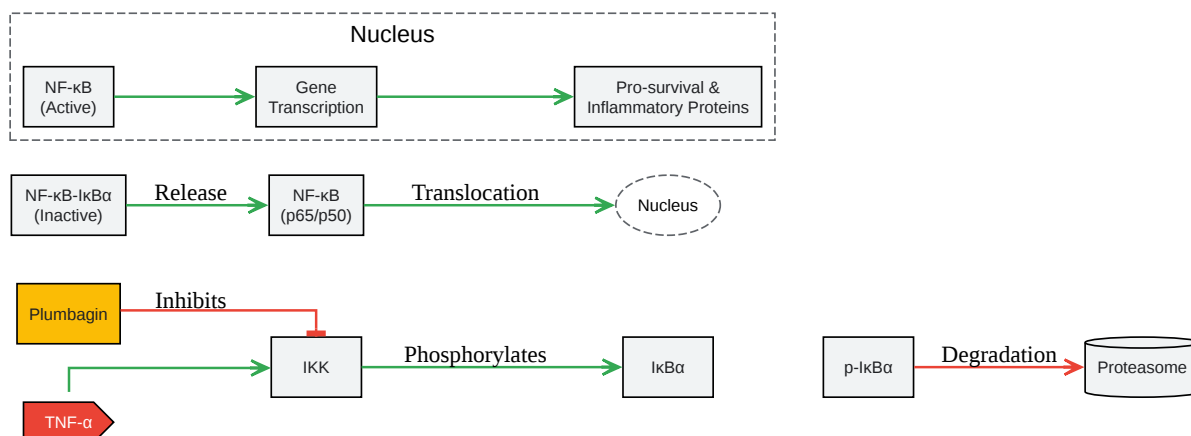 Nucleus
NF-κB
(Active)
Gene
Transcription
Pro-survival &
Inflammatory Proteins
NF-κB-IκBα
(Inactive)
Release
NF-κB
(p65/p50)
Translocation
Nucleus
Plumbagin
Inhibits
IKK
Phosphorylates
IκBα
p-IκBα
Degradation
Proteasome
TNF-α